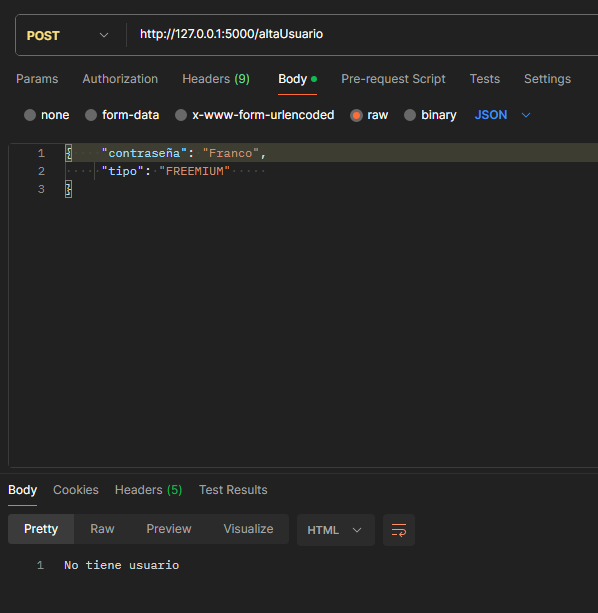 POST http://127.0.0.1:5000/altaUsuario
Params Authorization Headers (9) Body Pre-request Script Tests Settings
none form-data x-www-form-urlencoded raw binary JSON
1 { "contraseña": "Franco",
2 "tipo": "FREEMIUM"
3 }
Body Cookies Headers (5) Test Results
Pretty Raw Preview Visualize HTML
1 No tiene usuario